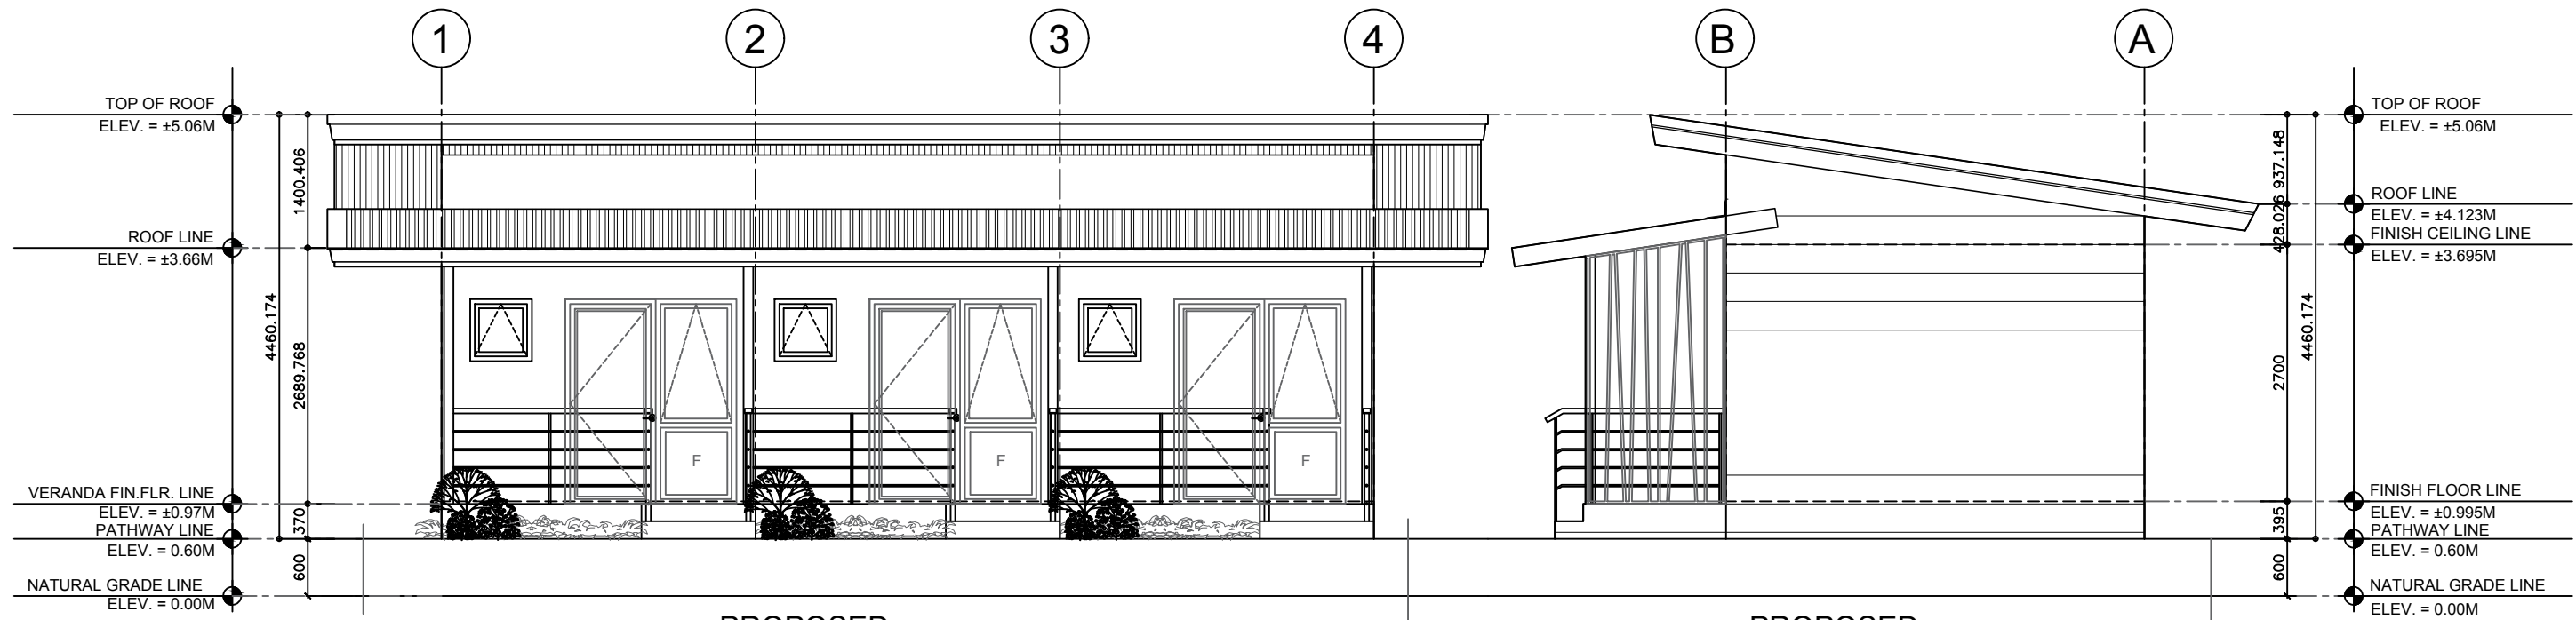 1
2
3
4
B
A
TOP OF ROOF
ELEV. = ±5.06M
ROOF LINE
ELEV. = ±3.66M
VERANDA FIN.FLR. LINE
ELEV. = ±0.97M
PATHWAY LINE
ELEV. = 0.60M
NATURAL GRADE LINE
ELEV. = 0.00M
4460.174
1400.406
2689.768
370
600
F
F
F
937.148
428.026
2700
395
600
4460.174
TOP OF ROOF
ELEV. = ±5.06M
ROOF LINE
ELEV. = ±4.123M
FINISH CEILING LINE
ELEV. = ±3.695M
FINISH FLOOR LINE
ELEV. = ±0.995M
PATHWAY LINE
ELEV. = 0.60M
NATURAL GRADE LINE
ELEV. = 0.00M
PROPOSED
PROPOSED